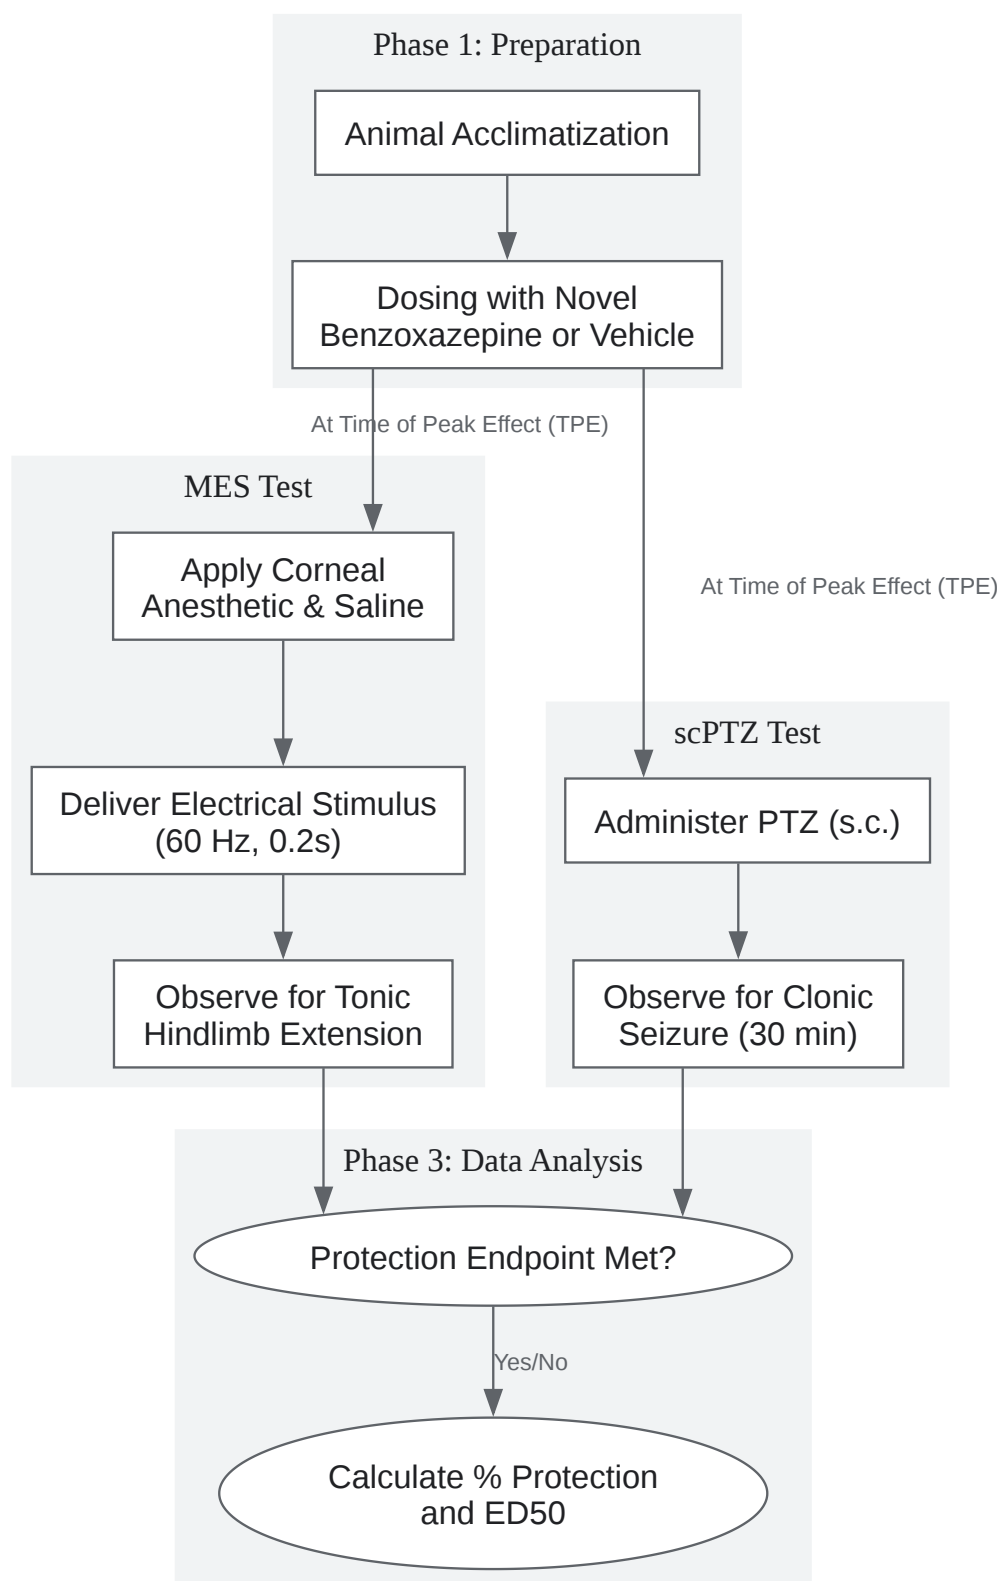 Phase 1: Preparation
Animal Acclimatization
Dosing with Novel
Benzoxazepine or Vehicle
At Time of Peak Effect (TPE)
MES Test
Apply Corneal
Anesthetic & Saline
Deliver Electrical Stimulus
(60 Hz, 0.2s)
Observe for Tonic
Hindlimb Extension
At Time of Peak Effect (TPE)
scPTZ Test
Administer PTZ (s.c.)
Observe for Clonic
Seizure (30 min)
Phase 3: Data Analysis
Protection Endpoint Met?
Yes/No
Calculate % Protection
and ED50